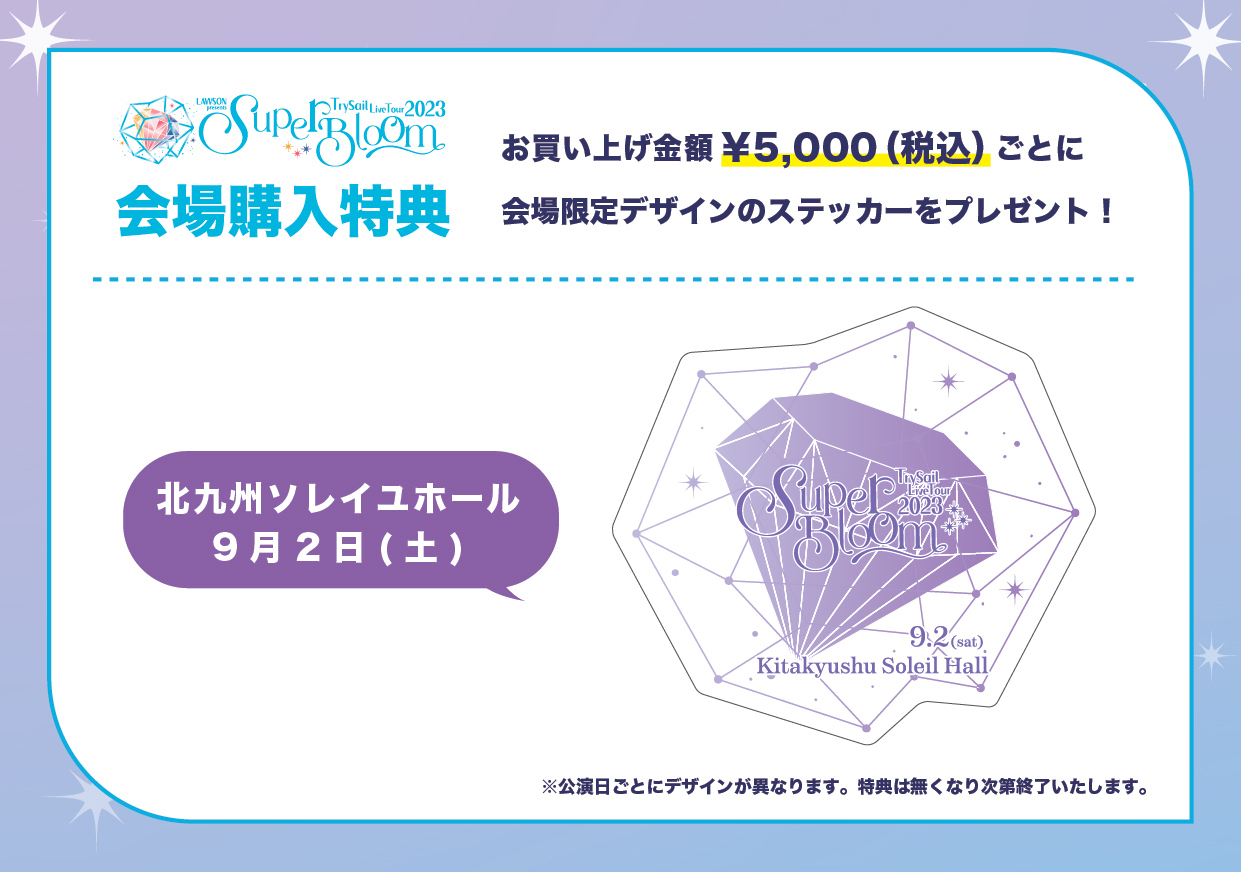 LAWSON presents
TrySail LiveTour 2023
SuperBloom
会場購入特典
お買い上げ金額 ¥5,000(税込)ごとに
会場限定デザインのステッカーをプレゼント！
北九州ソレイユホール
9月2日(土)
TrySail
LiveTour
2023
Super
Bloom
9.2(sat)
Kitakyushu Soleil Hall
※公演日ごとにデザインが異なります。特典は無くなり次第終了いたします。